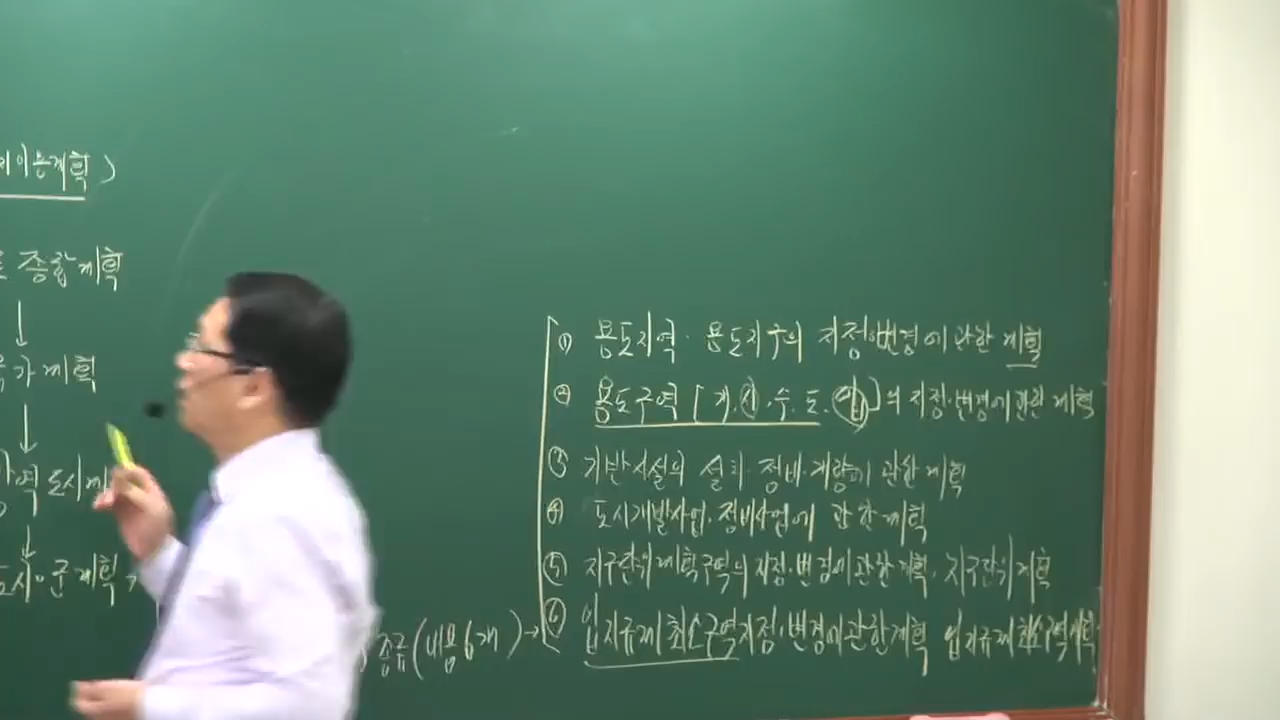 이용계획)
종합계획
↓
계획
↓
도시계
↓
도시·군계획
종류(내용6개)→
① 용도지역·용도지구의 지정·변경에 관한 계획
② 용도구역[개.시.수.도.입]의 지정·변경에 관한 계획
③ 기반시설의 설치·정비·개량에 관한 계획
④ 도시개발사업·정비사업에 관한 계획
⑤ 지구단위계획구역의 지정·변경에 관한 계획·지구단위계획
⑥ 입지규제최소구역지정·변경에관한계획 입지규제최소구역계획